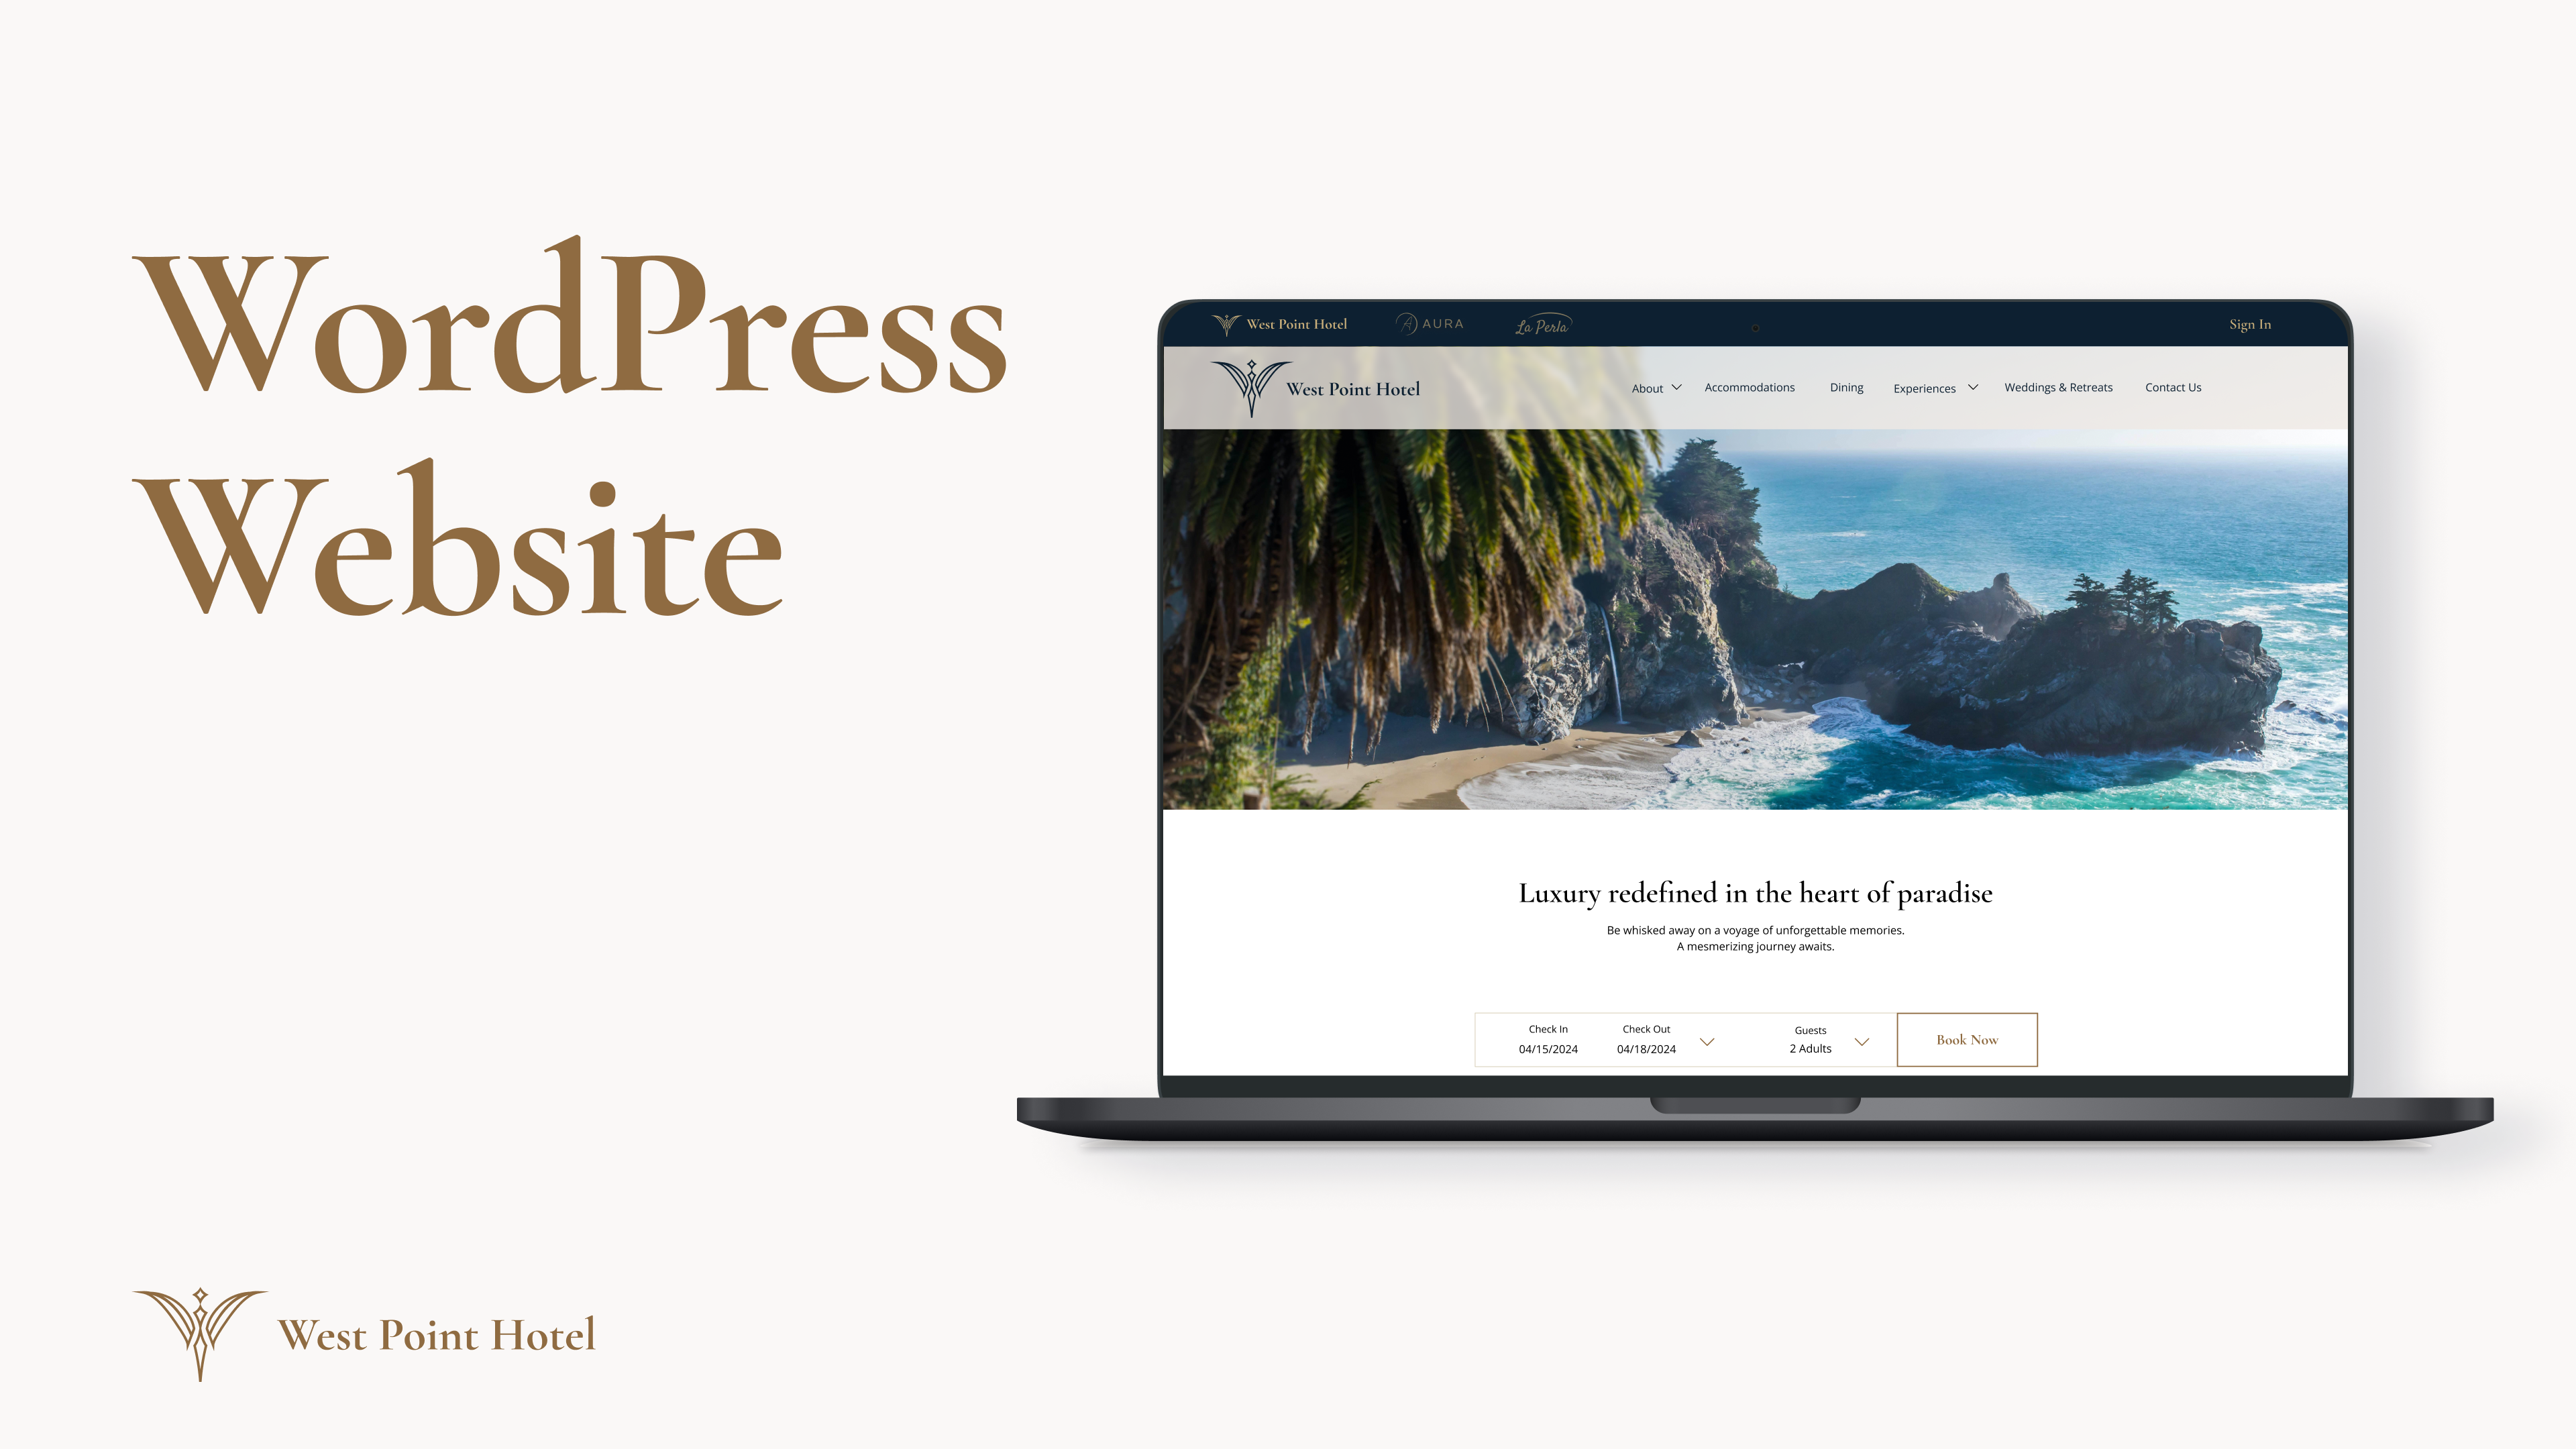 WordPress
Website
West Point Hotel
AURA
La Perla
Sign In
West Point Hotel
About
Accommodations
Dining
Experiences
Weddings & Retreats
Contact Us
Luxury redefined in the heart of paradise
Be whisked away on a voyage of unforgettable memories.
A mesmerizing journey awaits.
Check In
04/15/2024
Check Out
04/18/2024
Guests
2 Adults
Book Now
West Point Hotel